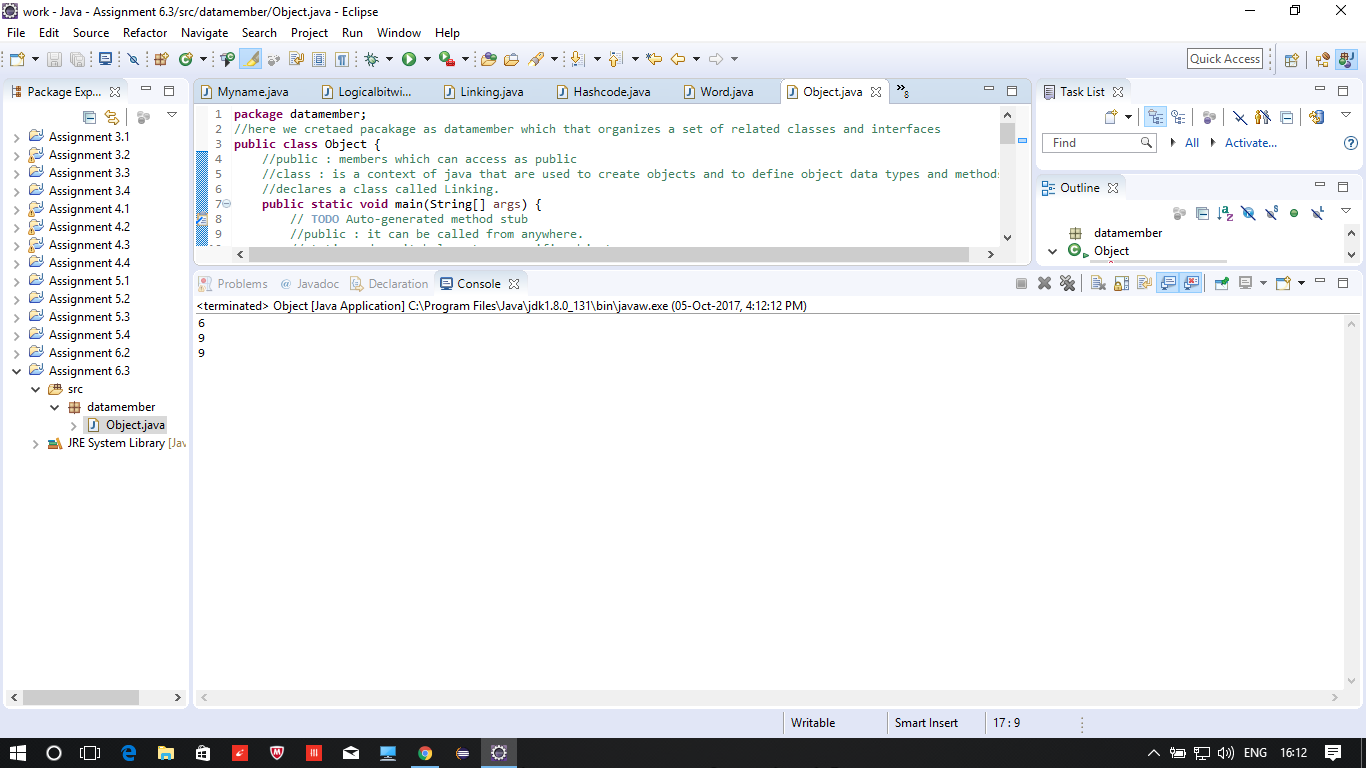 work - Java - Assignment 6.3/src/datamember/Object.java - Eclipse
File Edit Source Refactor Navigate Search Project Run Window Help
Quick Access
Package Exp...
Assignment 3.1
Assignment 3.2
Assignment 3.3
Assignment 3.4
Assignment 4.1
Assignment 4.2
Assignment 4.3
Assignment 4.4
Assignment 5.1
Assignment 5.2
Assignment 5.3
Assignment 5.4
Assignment 6.2
Assignment 6.3
src
datamember
Object.java
JRE System Library [Jav
Myname.java Logicalbitwi... Linking.java Hashcode.java Word.java Object.java »8
1 package datamember;
2 //here we cretaed pacakage as datamember which that organizes a set of related classes and interfaces
3 public class Object {
4 //public : members which can access as public
5 //class : is a context of java that are used to create objects and to define object data types and methods
6 //declares a class called Linking.
7 public static void main(String[] args) {
8 // TODO Auto-generated method stub
9 //public : it can be called from anywhere.
Task List
Find All Activate...
Outline
datamember
Object
Problems @ Javadoc Declaration Console
<terminated> Object [Java Application] C:\Program Files\Java\jdk1.8.0_131\bin\javaw.exe (05-Oct-2017, 4:12:12 PM)
6
9
9
Writable Smart Insert 17 : 9
ENG 16:12